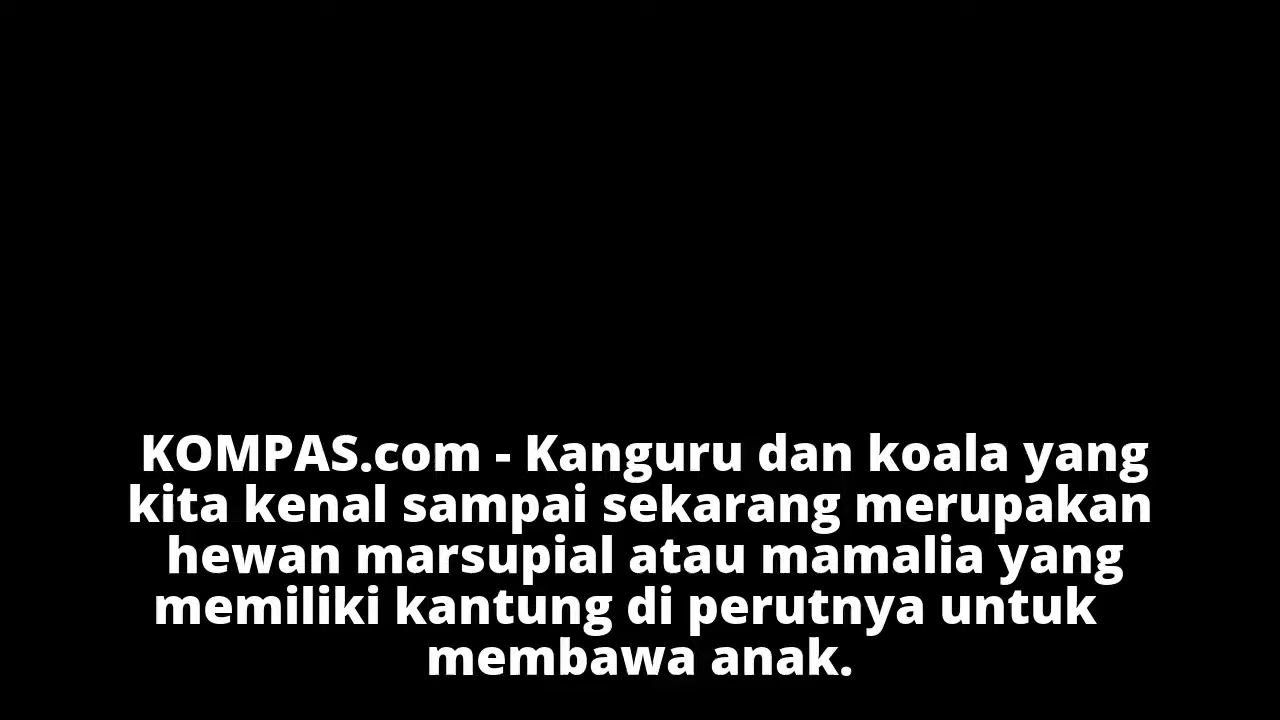 KOMPAS.com - Kanguru dan koala yang
kita kenal sampai sekarang merupakan
hewan marsupial atau mamalia yang
memiliki kantung di perutnya untuk
membawa anak.